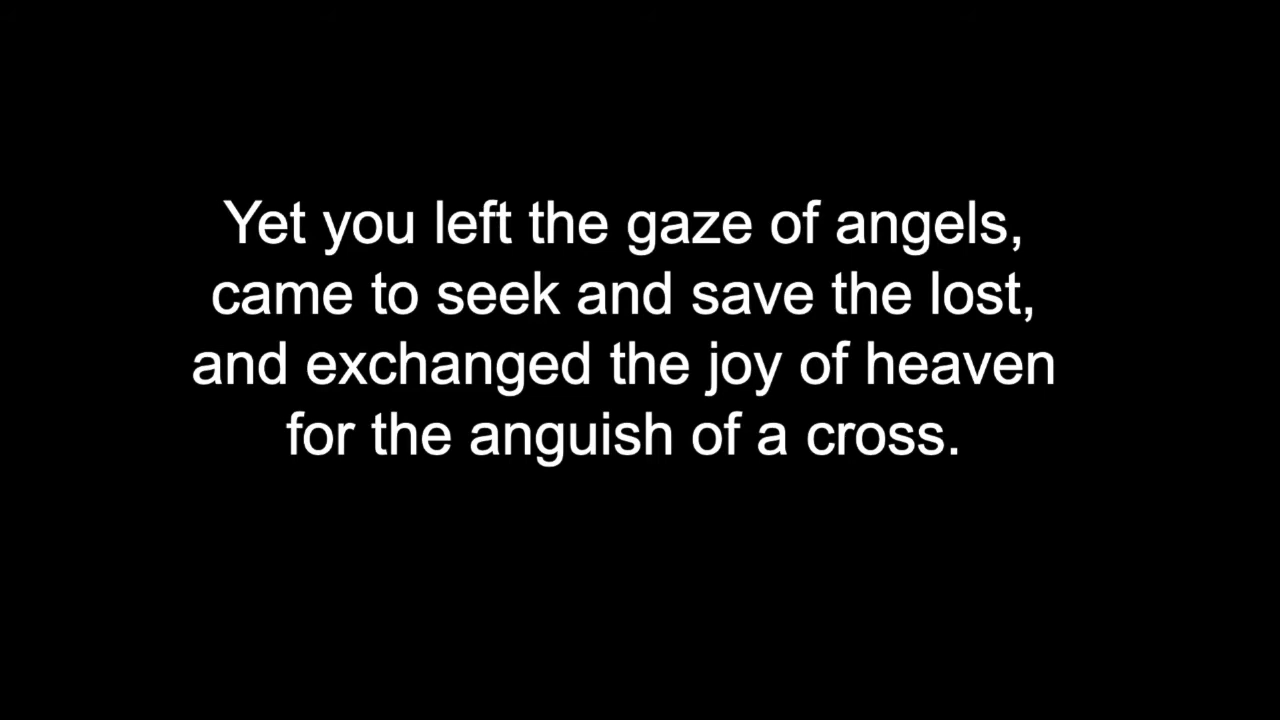 Yet you left the gaze of angels,
came to seek and save the lost,
and exchanged the joy of heaven
for the anguish of a cross.